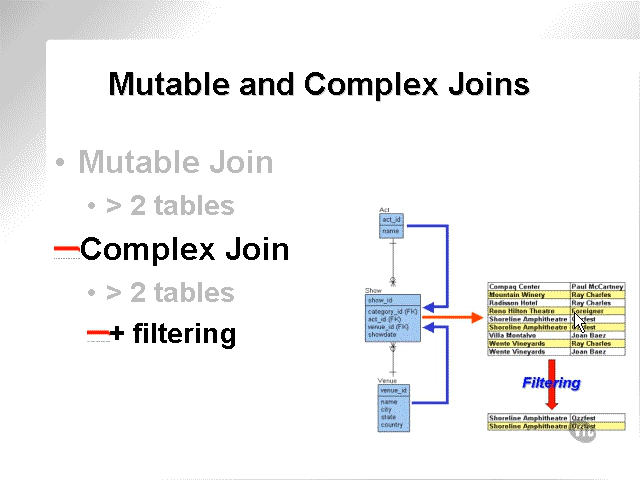 Mutable and Complex Joins
• Mutable Join
• > 2 tables
Complex Join
• > 2 tables
+ filtering
Act
act_id
name
Show
show_id
category_id (FK)
act_id (FK)
venue_id (FK)
showdate
Venue
venue_id
name
city
state
country
Compaq Center Paul McCartney
Mountain Winery Ray Charles
Radisson Hotel Ray Charles
Reno Hilton Theatre Foreigner
Shoreline Amphitheatre
Shoreline Amphitheatre
Villa Montalvo Joan Baez
Wente Vineyards Ray Charles
Wente Vineyards Joan Baez
Filtering
Shoreline Amphitheatre Ozzfest
Shoreline Amphitheatre Ozzfest